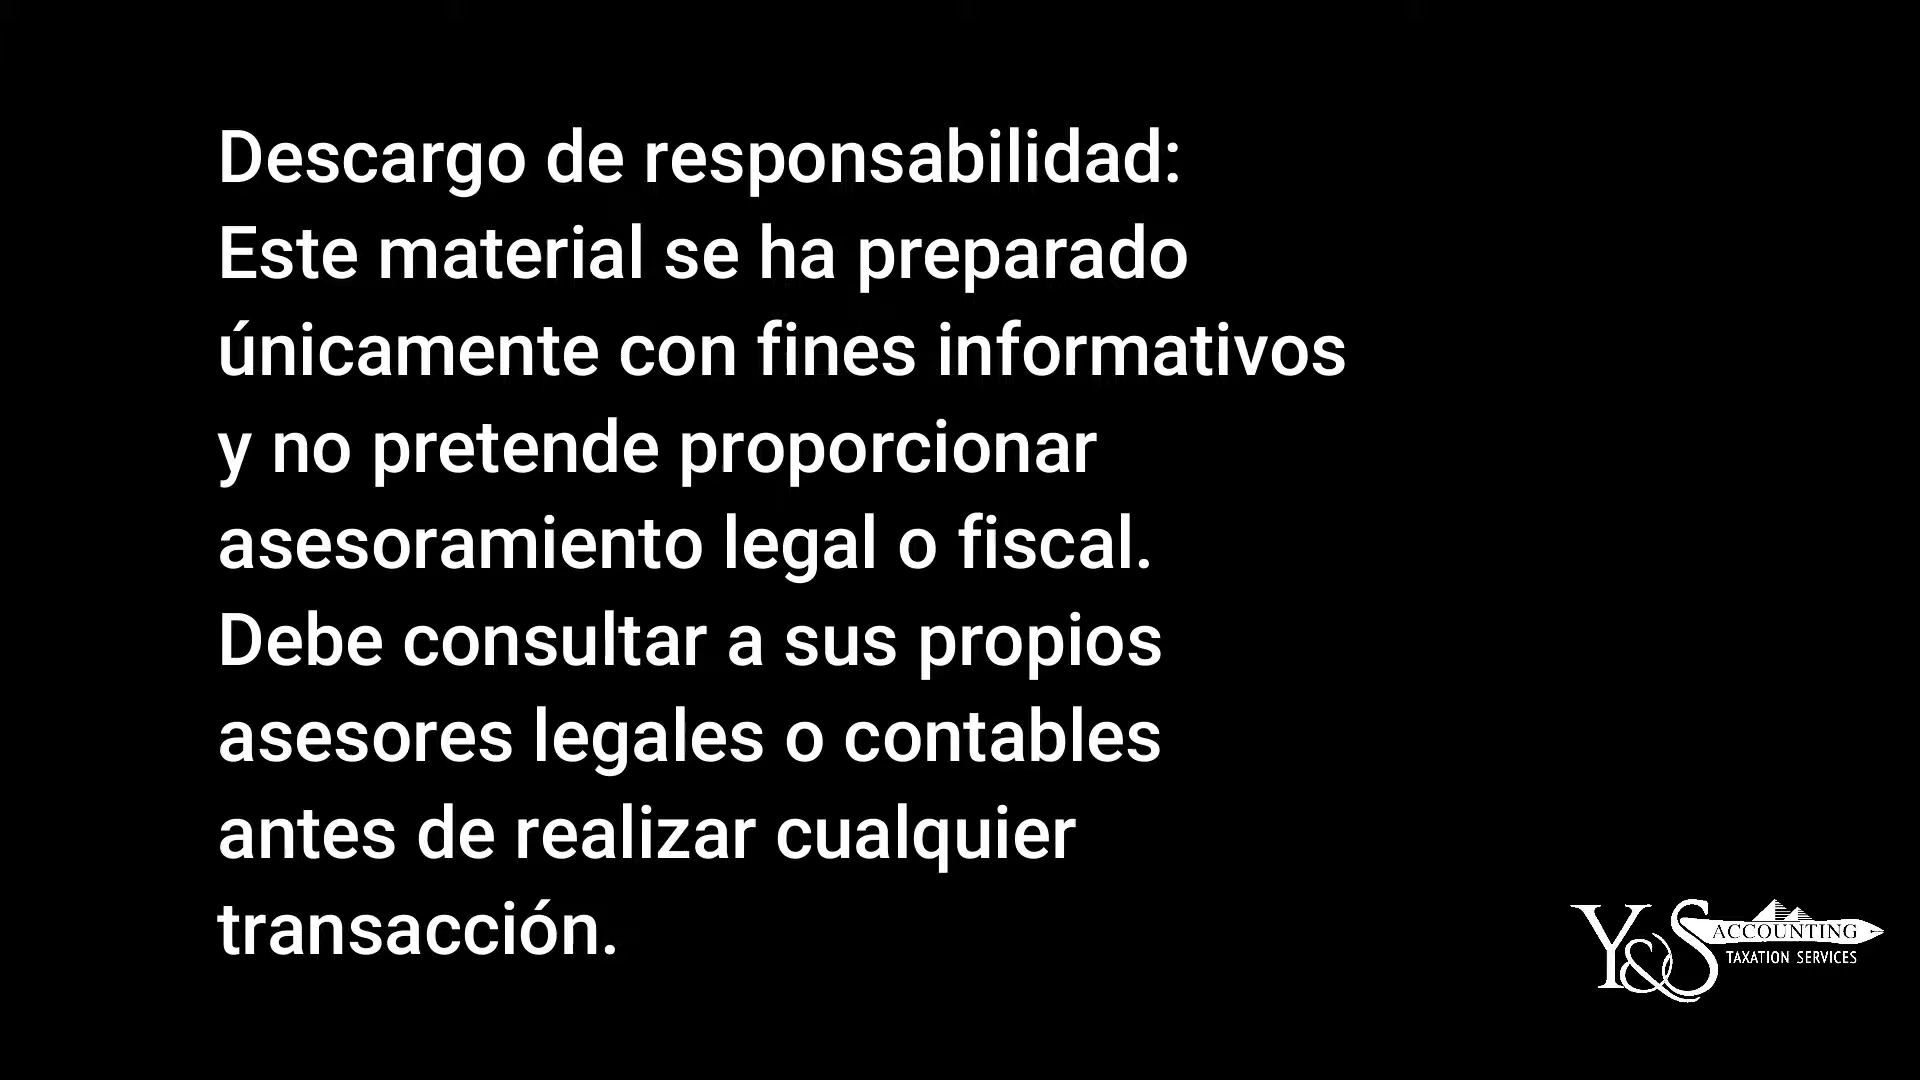 Descargo de responsabilidad:
Este material se ha preparado
únicamente con fines informativos
y no pretende proporcionar
asesoramiento legal o fiscal.
Debe consultar a sus propios
asesores legales o contables
antes de realizar cualquier
transacción.
Y&S ACCOUNTING
TAXATION SERVICES